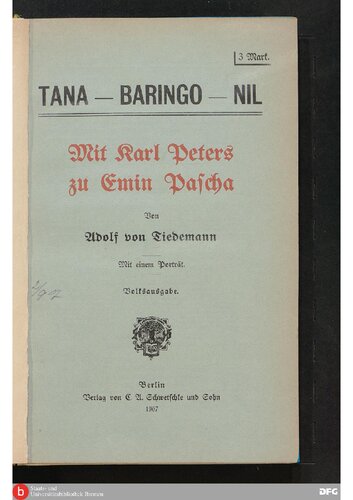 3 Mark.
TANA — BARINGO — NIL
Mit Karl Peters
zu Emin Pascha
Von
Adolf von Tiedemann
Mit einem Porträt.
Volksausgabe.
Berlin
Verlag von C. A. Schwetschke und Sohn
1907
b
Staats- und
Universitätsbibliothek Bremen
DFG